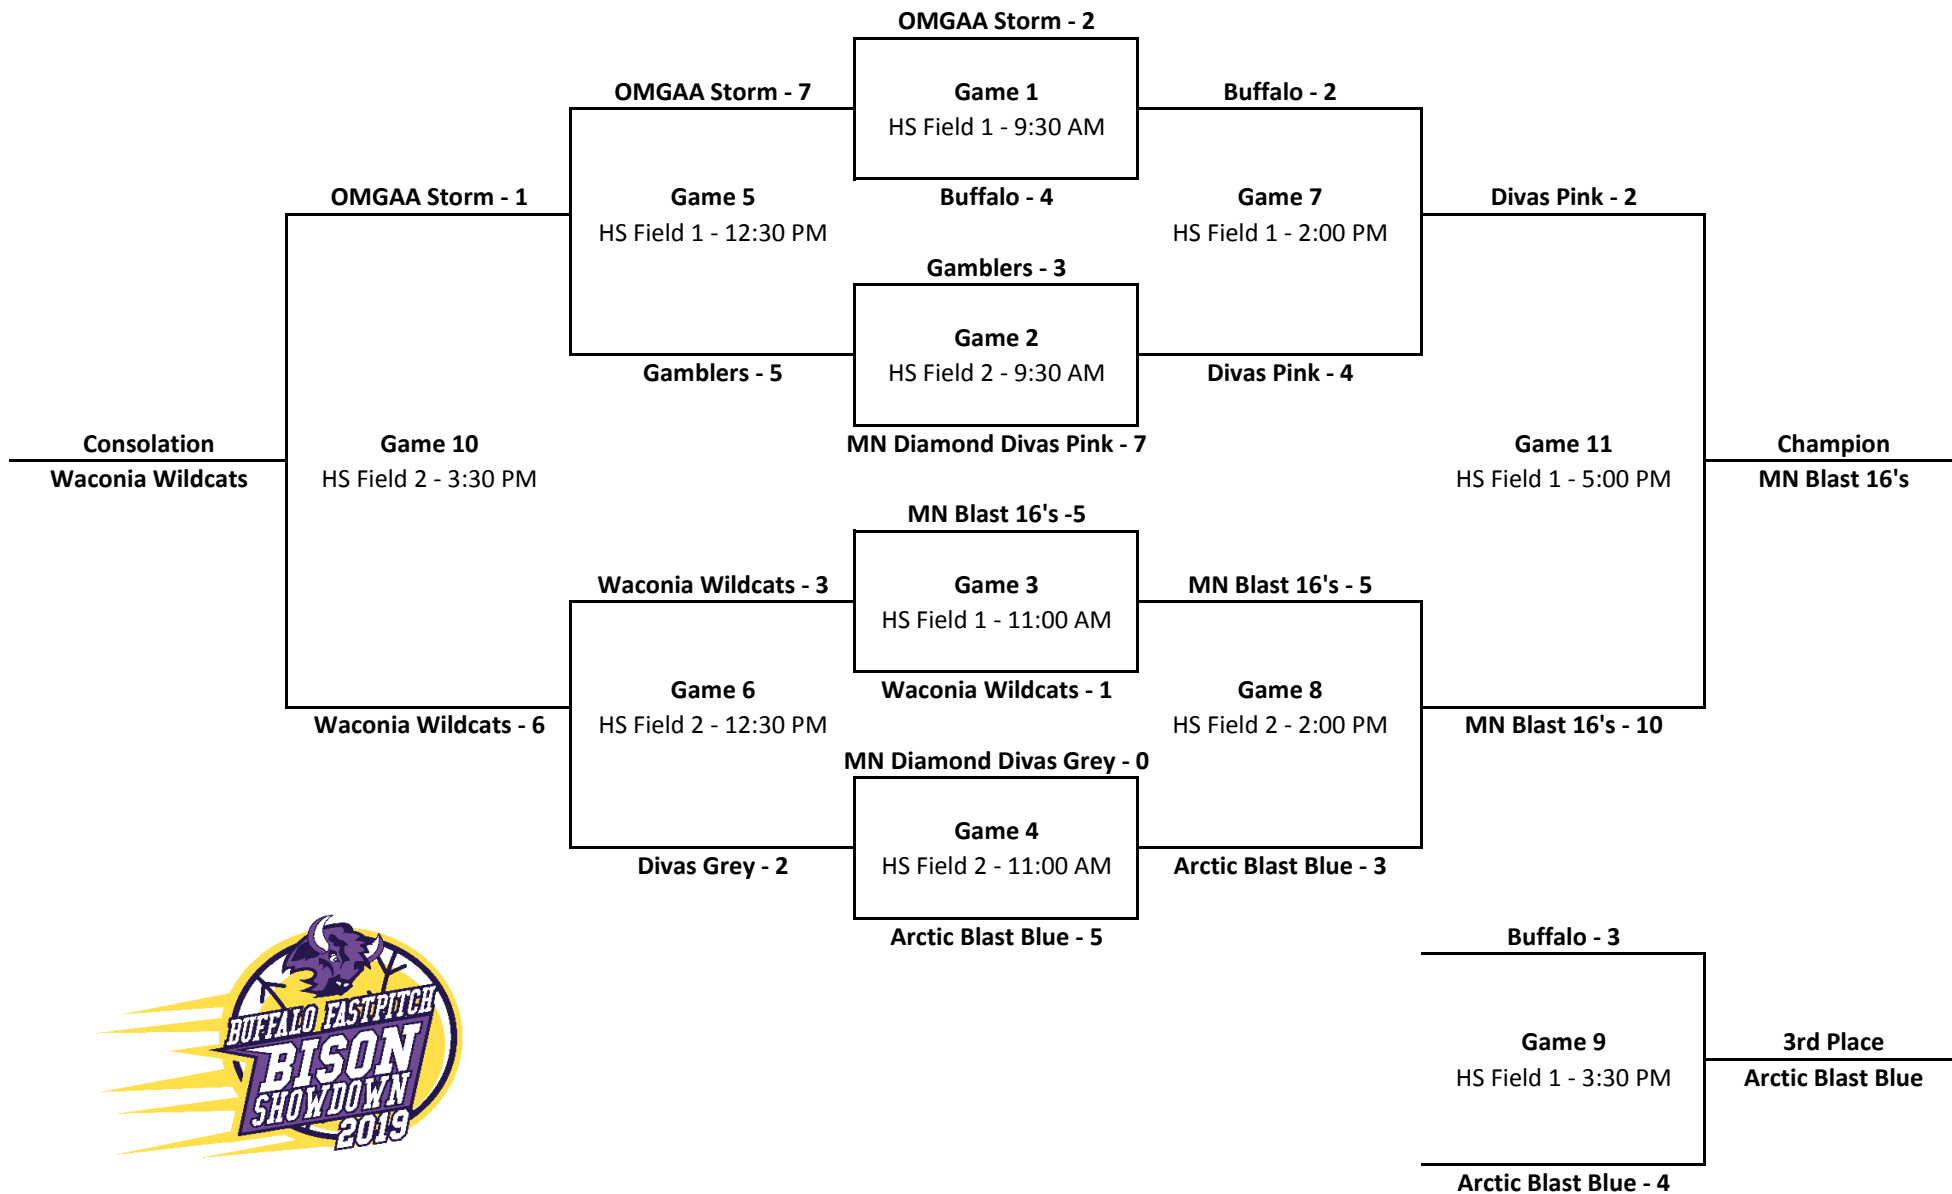 OMGAA Storm - 2
OMGAA Storm - 7
Game 1
Buffalo - 2
HS Field 1 - 9:30 AM
OMGAA Storm - 1
Game 5
Buffalo - 4
Game 7
Divas Pink - 2
HS Field 1 - 12:30 PM
HS Field 1 - 2:00 PM
Gamblers - 3
Game 2
Gamblers - 5
HS Field 2 - 9:30 AM
Divas Pink - 4
Consolation
Game 10
MN Diamond Divas Pink - 7
Game 11
Champion
Waconia Wildcats
HS Field 2 - 3:30 PM
HS Field 1 - 5:00 PM
MN Blast 16's
MN Blast 16's -5
Waconia Wildcats - 3
Game 3
MN Blast 16's - 5
HS Field 1 - 11:00 AM
Game 6
Waconia Wildcats - 1
Game 8
Waconia Wildcats - 6
HS Field 2 - 12:30 PM
HS Field 2 - 2:00 PM
MN Blast 16's - 10
MN Diamond Divas Grey - 0
Game 4
Divas Grey - 2
HS Field 2 - 11:00 AM
Arctic Blast Blue - 3
Arctic Blast Blue - 5
Buffalo - 3
BUFFALO FASTPITCH
BISON
SHOWDOWN
2019
Game 9
3rd Place
HS Field 1 - 3:30 PM
Arctic Blast Blue
Arctic Blast Blue - 4